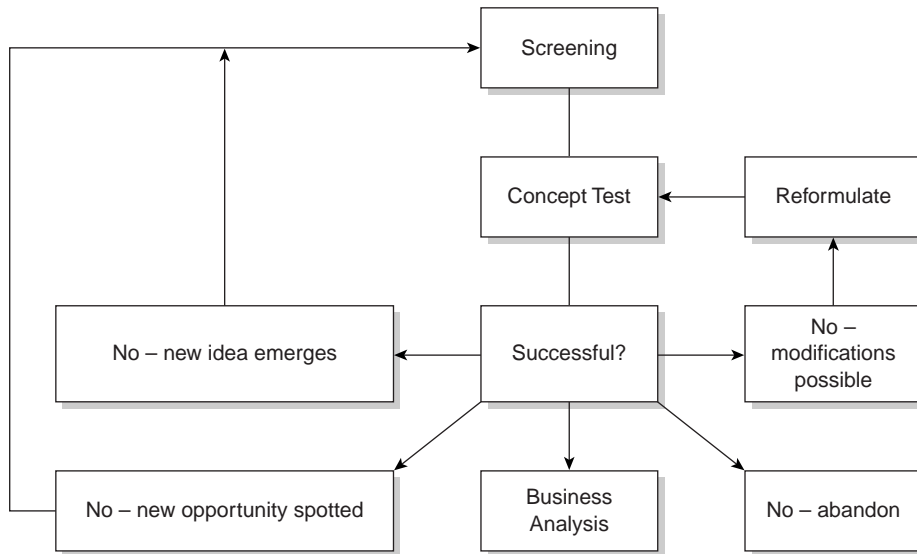 Screening
Concept Test
Reformulate
No – new idea emerges
Successful?
No –
modifications
possible
No – new opportunity spotted
Business
Analysis
No – abandon